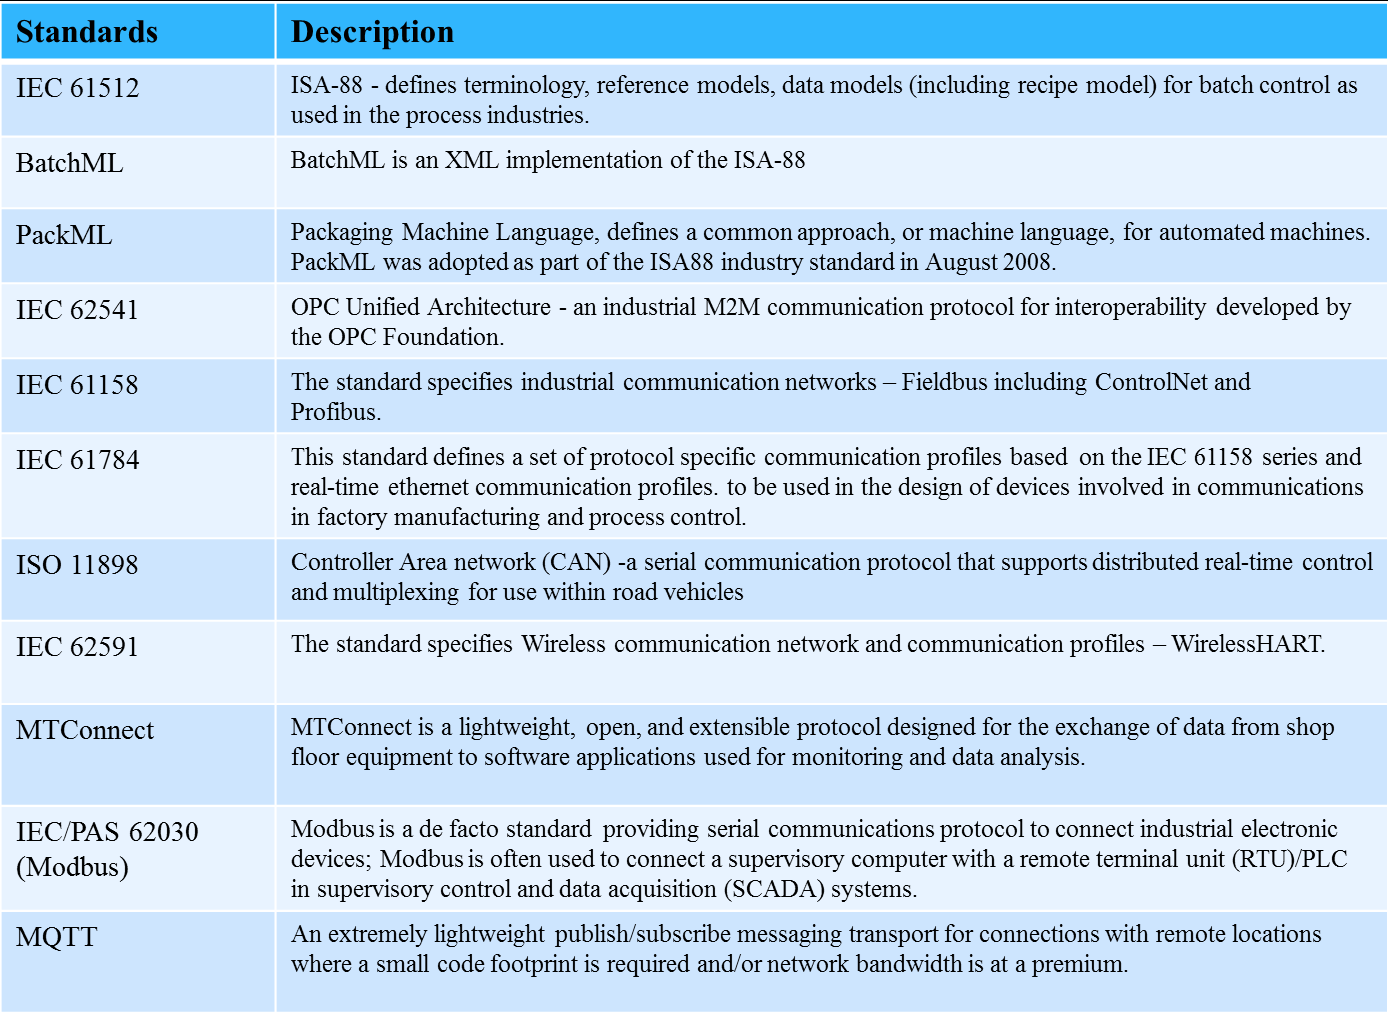 Standards
Description
IEC 61512
ISA-88 - defines terminology, reference models, data models (including recipe model) for batch control as
used in the process industries.
BatchML
BatchML is an XML implementation of the ISA-88
PackML
Packaging Machine Language, defines a common approach, or machine language, for automated machines.
PackML was adopted as part of the ISA88 industry standard in August 2008.
IEC 62541
OPC Unified Architecture - an industrial M2M communication protocol for interoperability developed by
the OPC Foundation.
IEC 61158
The standard specifies industrial communication networks – Fieldbus including ControlNet and
Profibus.
IEC 61784
This standard defines a set of protocol specific communication profiles based on the IEC 61158 series and
real-time ethernet communication profiles. to be used in the design of devices involved in communications
in factory manufacturing and process control.
ISO 11898
Controller Area network (CAN) -a serial communication protocol that supports distributed real-time control
and multiplexing for use within road vehicles
IEC 62591
The standard specifies Wireless communication network and communication profiles – WirelessHART.
MTConnect
MTConnect is a lightweight, open, and extensible protocol designed for the exchange of data from shop
floor equipment to software applications used for monitoring and data analysis.
IEC/PAS 62030
(Modbus)
Modbus is a de facto standard providing serial communications protocol to connect industrial electronic
devices; Modbus is often used to connect a supervisory computer with a remote terminal unit (RTU)/PLC
in supervisory control and data acquisition (SCADA) systems.
MQTT
An extremely lightweight publish/subscribe messaging transport for connections with remote locations
where a small code footprint is required and/or network bandwidth is at a premium.